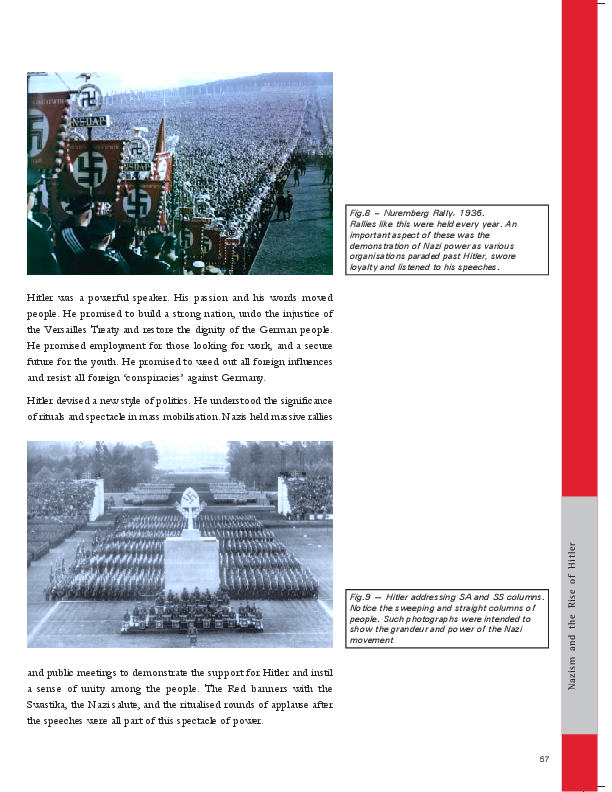 NSDAP
Fig.8 – Nuremberg Rally, 1936.
Rallies like this were held every year. An
important aspect of these was the
demonstration of Nazi power as various
organisations paraded past Hitler, swore
loyalty and listened to his speeches.
Hitler was a powerful speaker. His passion and his words moved
people. He promised to build a strong nation, undo the injustice of
the Versailles Treaty and restore the dignity of the German people.
He promised employment for those looking for work, and a secure
future for the youth. He promised to weed out all foreign influences
and resist all foreign ‘conspiracies’ against Germany.
Hitler devised a new style of politics. He understood the significance
of rituals and spectacle in mass mobilisation. Nazis held massive rallies
Fig.9 – Hitler addressing SA and SS columns.
Notice the sweeping and straight columns of
people. Such photographs were intended to
show the grandeur and power of the Nazi
movement
and public meetings to demonstrate the support for Hitler and instil
a sense of unity among the people. The Red banners with the
Swastika, the Nazi salute, and the ritualised rounds of applause after
the speeches were all part of this spectacle of power.
Nazism and the Rise of Hitler
67